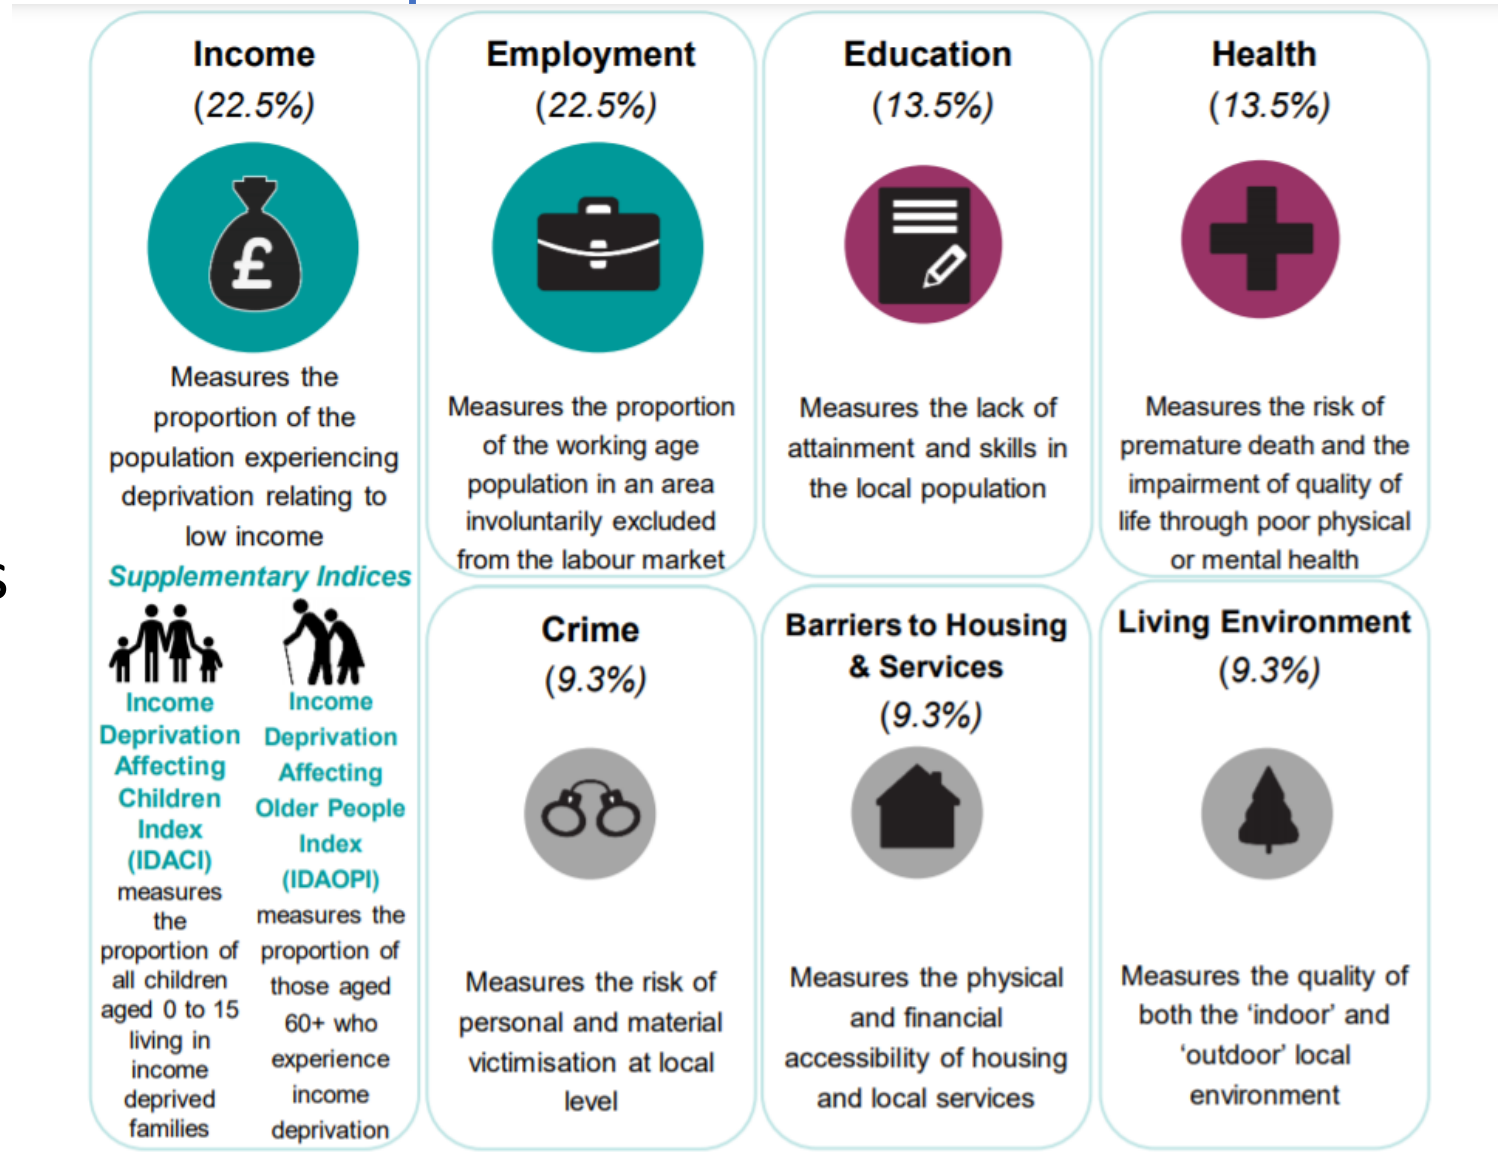 Income
(22.5%)
£
Measures the
proportion of the
population experiencing
deprivation relating to
low income
Supplementary Indices
Income
Deprivation
Affecting
Children
Index
(IDACI)
measures
the
proportion of
all children
aged 0 to 15
living in
income
deprived
families
Income
Deprivation
Affecting
Older People
Index
(IDAOPI)
measures the
proportion of
those aged
60+ who
experience
income
deprivation
Employment
(22.5%)
Measures the proportion
of the working age
population in an area
involuntarily excluded
from the labour market
Education
(13.5%)
Measures the lack of
attainment and skills in
the local population
Health
(13.5%)
Measures the risk of
premature death and the
impairment of quality of
life through poor physical
or mental health
Crime
(9.3%)
Measures the risk of
personal and material
victimisation at local
level
Barriers to Housing
& Services
(9.3%)
Measures the physical
and financial
accessibility of housing
and local services
Living Environment
(9.3%)
Measures the quality of
both the ‘indoor’ and
‘outdoor’ local
environment